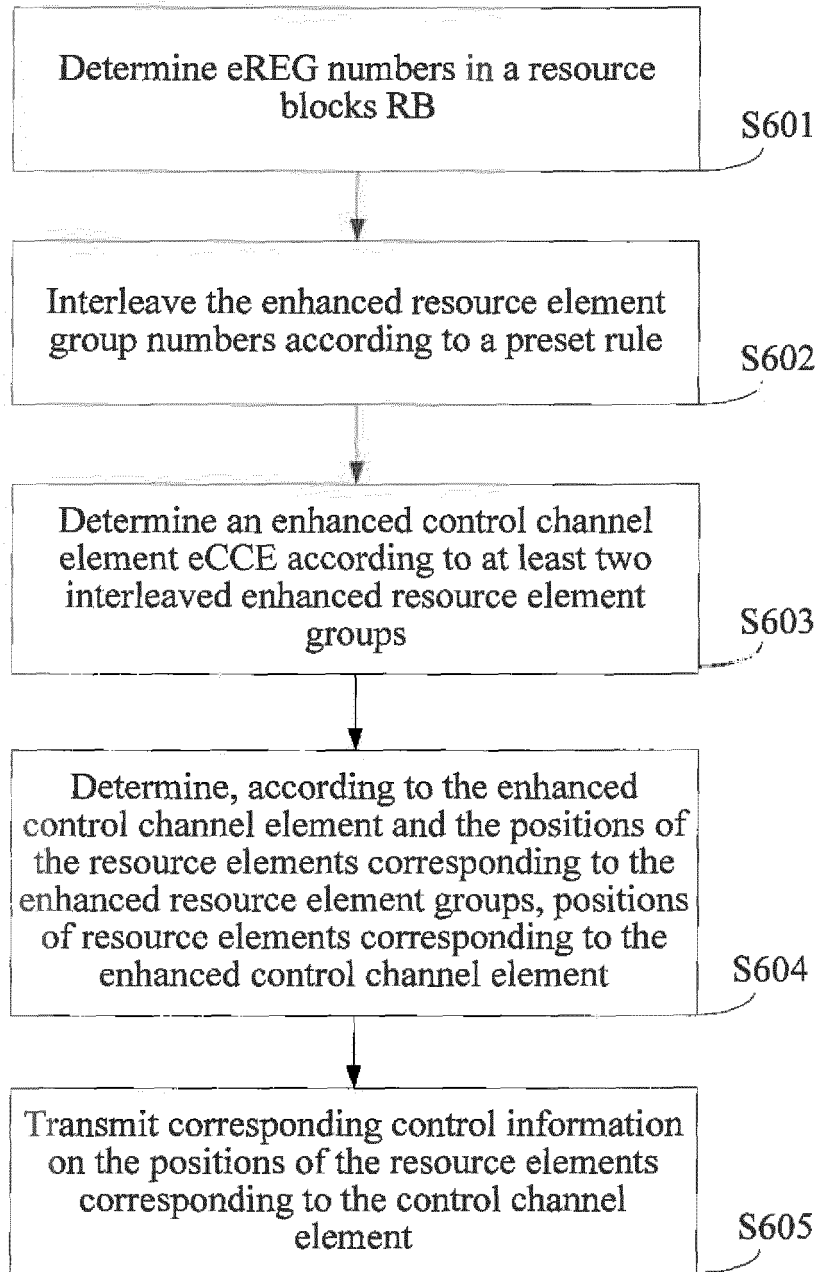 Determine eREG numbers in a resource
blocks RB
S601
Interleave the enhanced resource element
group numbers according to a preset rule
S602
Determine an enhanced control channel
element eCCE according to at least two
interleaved enhanced resource element
groups
S603
Determine, according to the enhanced
control channel element and the positions of
the resource elements corresponding to the
enhanced resource element groups, positions
of resource elements corresponding to the
enhanced control channel element
S604
Transmit corresponding control information
on the positions of the resource elements
corresponding to the control channel
element
S605